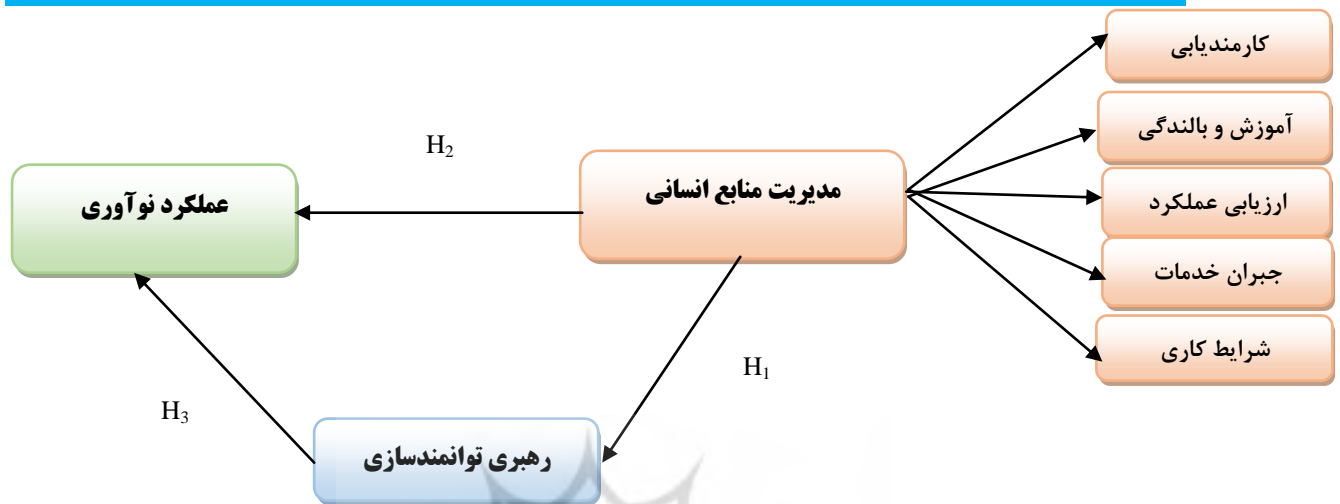 کارمندیابی
آموزش و بالندگی
ارزیابی عملکرد
جبران خدمات
شرایط کاری
مدیریت منابع انسانی
H₂
عملکرد نوآوری
H₁
H₃
رهبری توانمندسازی